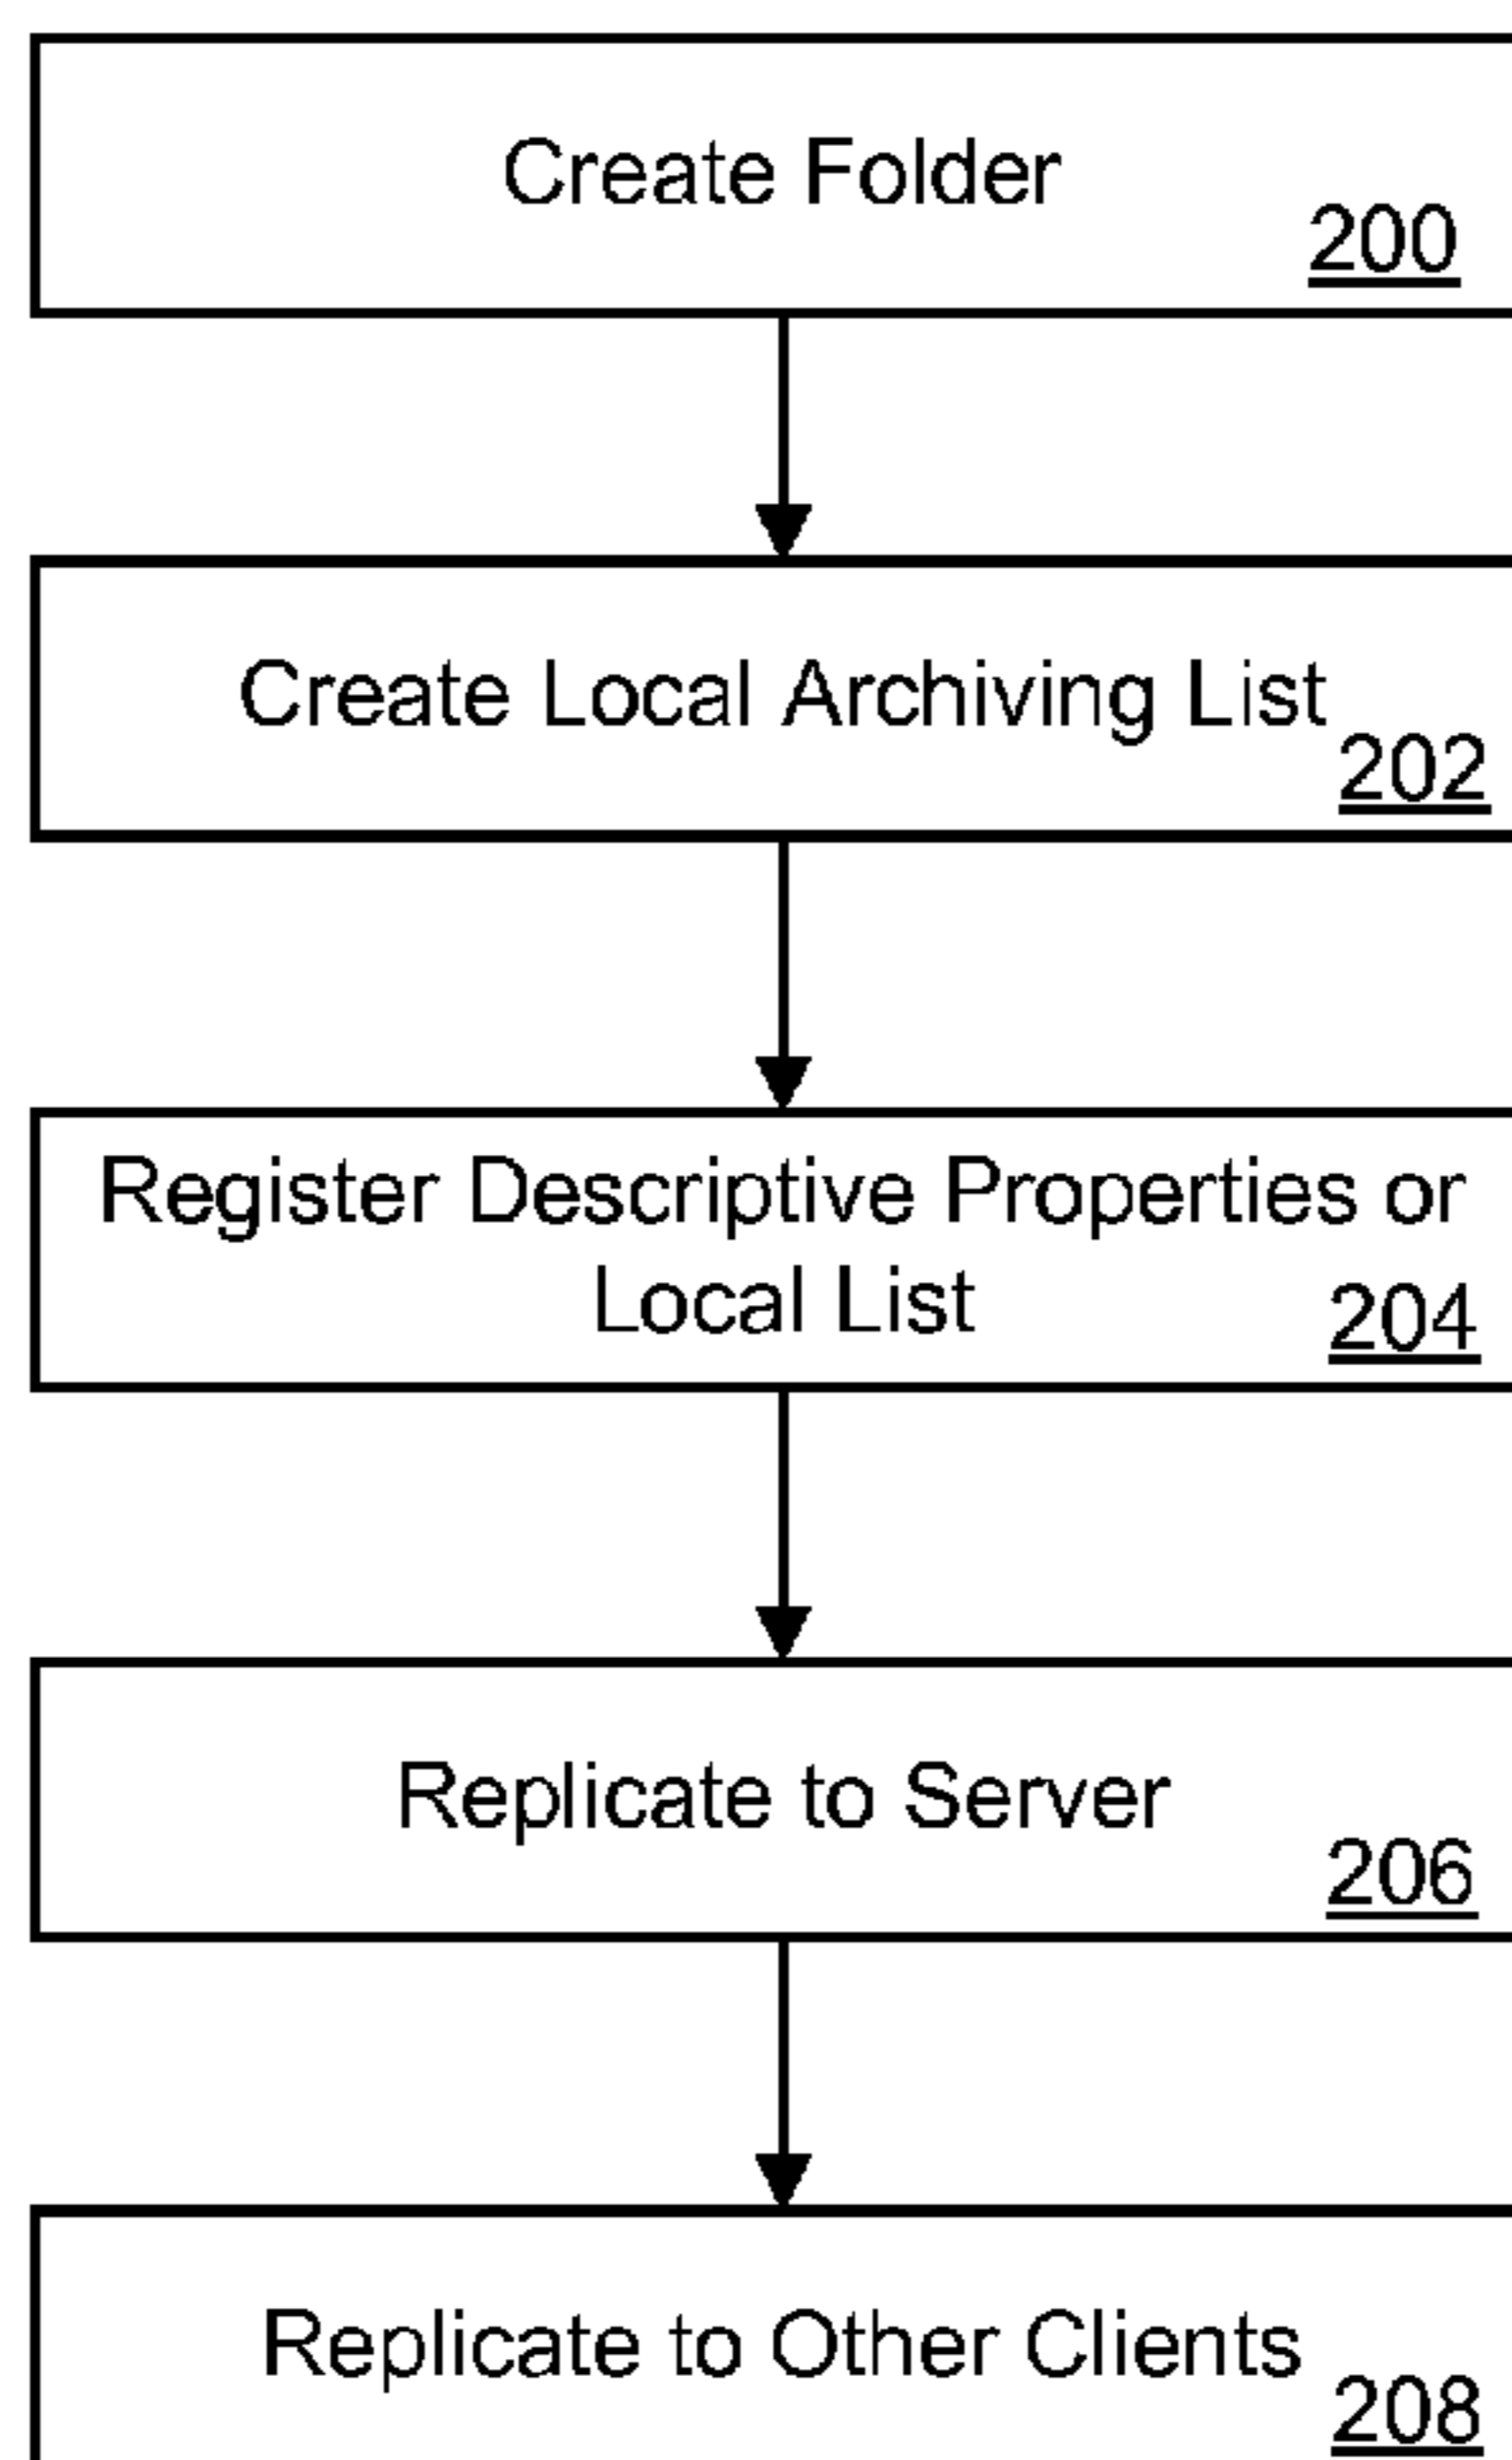 Create Folder
200
Create Local Archiving List
202
Register Descriptive Properties or
Local List
204
Replicate to Server
206
Replicate to Other Clients
208